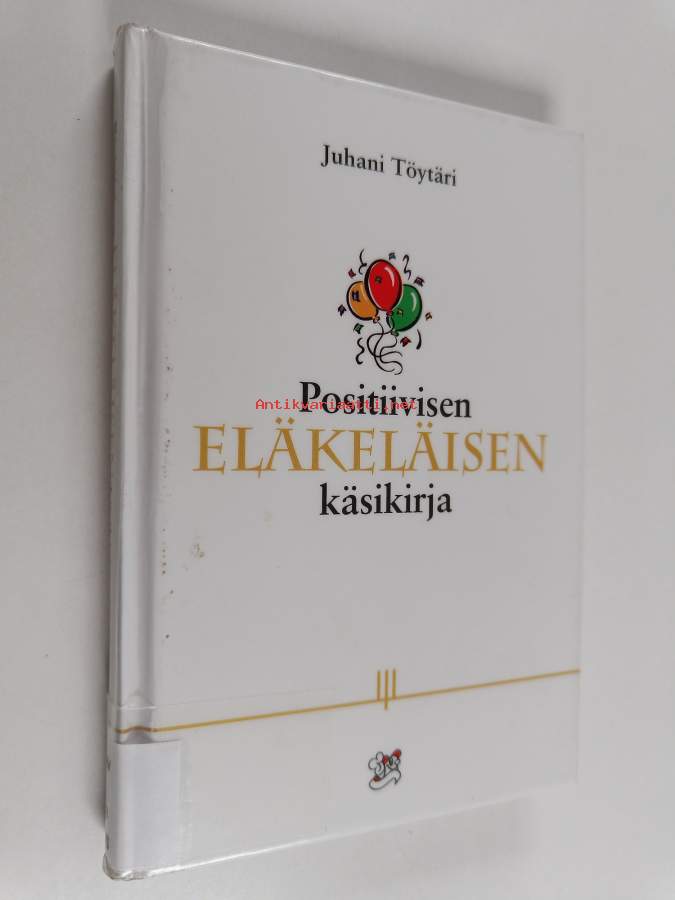 Juhani Töytäri
Positiivisen
Antikvariaatti.net
ELÄKELÄISEN
käsikirja